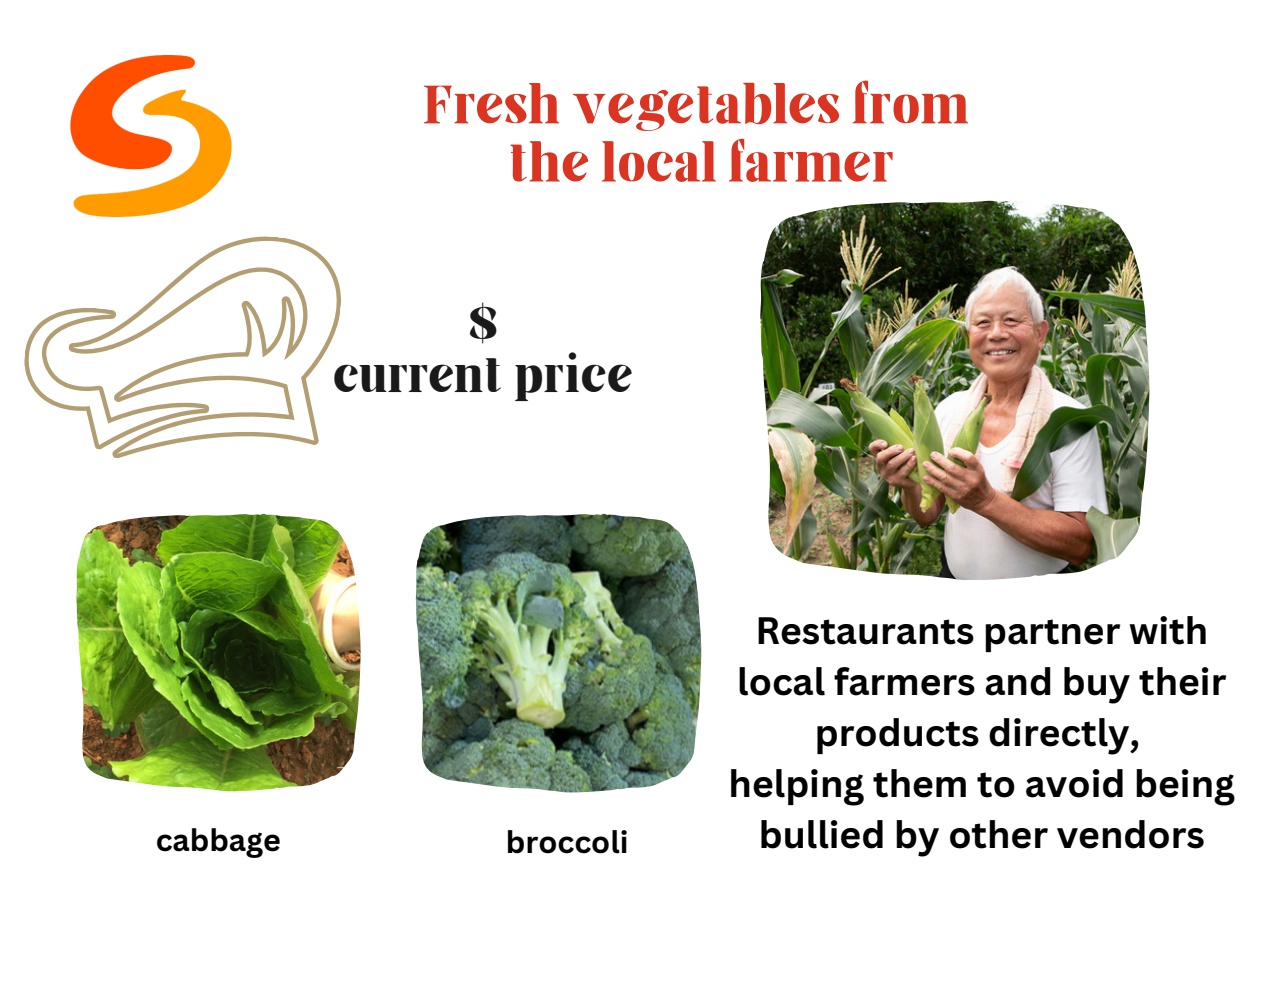 Fresh vegetables from
the local farmer
$
current price
cabbage
broccoli
Restaurants partner with
local farmers and buy their
products directly,
helping them to avoid being
bullied by other vendors